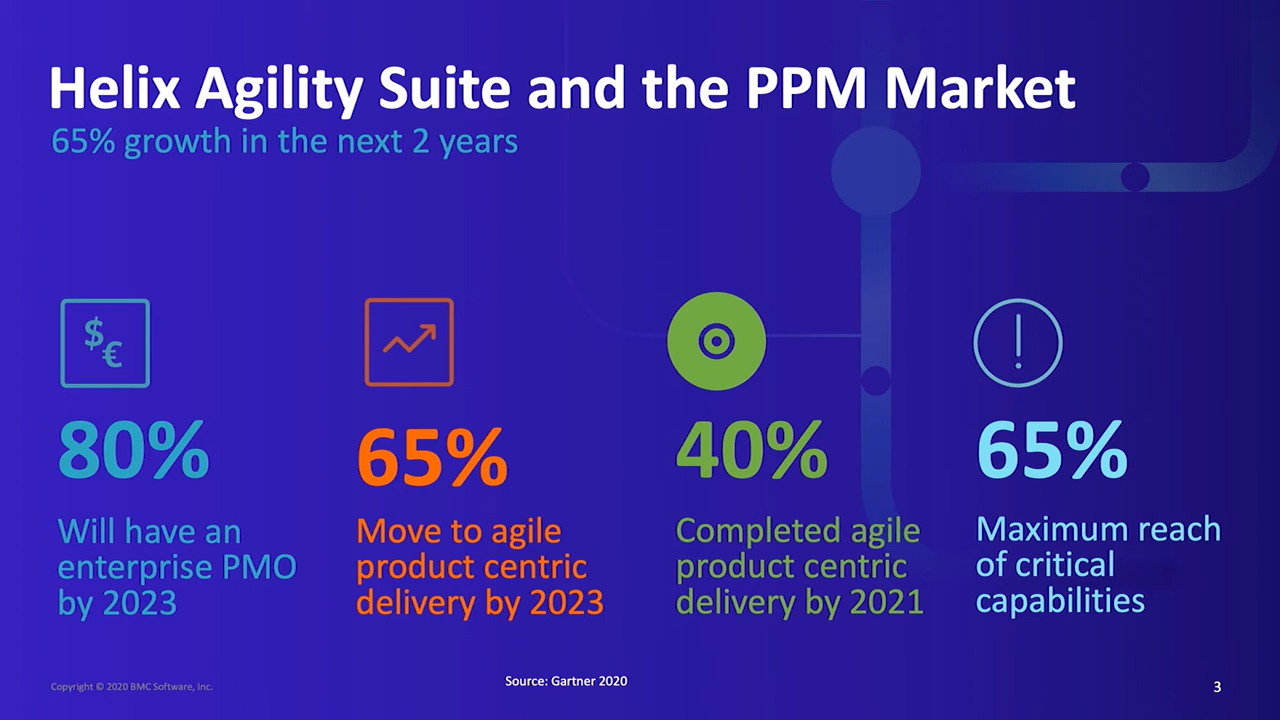 Helix Agility Suite and the PPM Market
65% growth in the next 2 years
$
€
80%
Will have an
enterprise PMO
by 2023
65%
Move to agile
product centric
delivery by 2023
40%
Completed agile
product centric
delivery by 2021
!
65%
Maximum reach
of critical
capabilities
Copyright © 2020 BMC Software, Inc.
Source: Gartner 2020
3